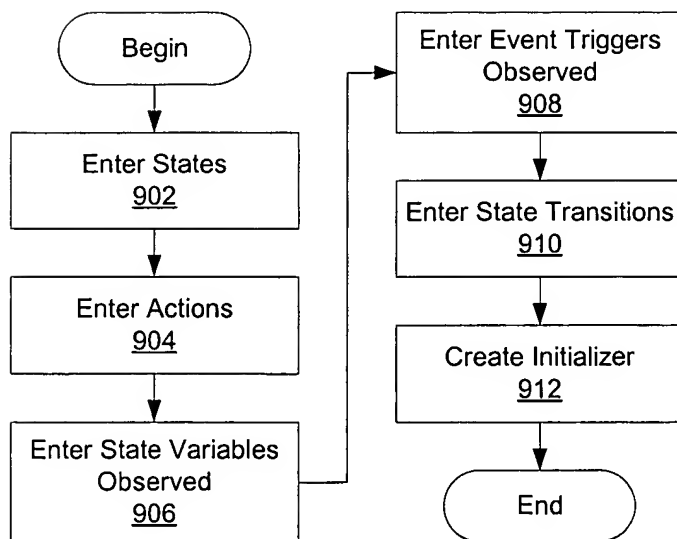 Begin
Enter States
902
Enter Actions
904
Enter State Variables
Observed
906
Enter Event Triggers
Observed
908
Enter State Transitions
910
Create Initializer
912
End